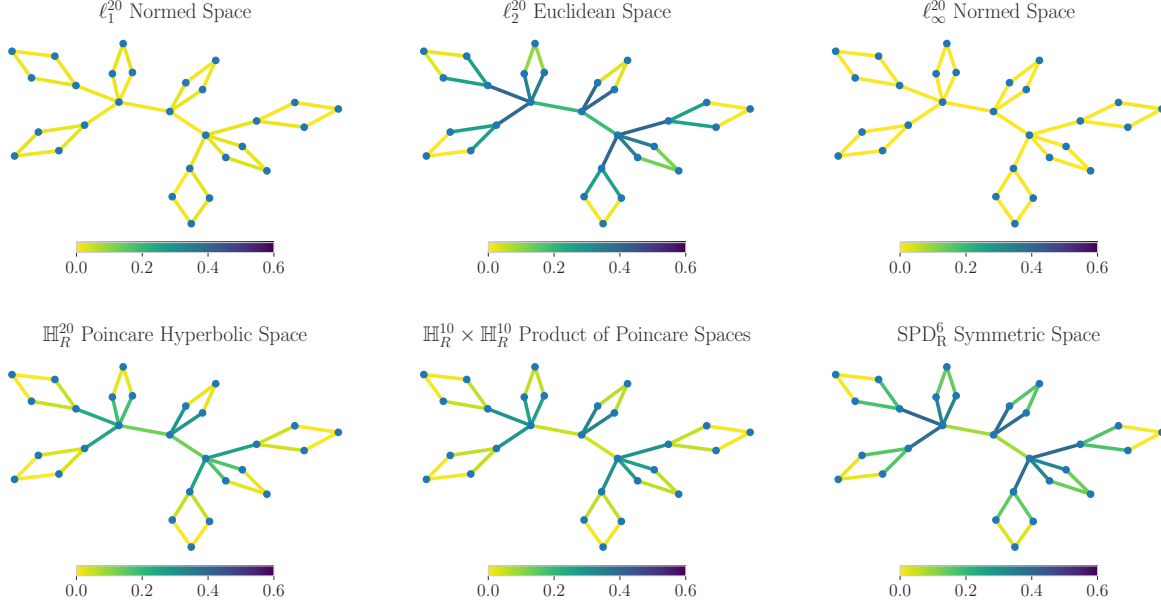 ℓ₁²⁰ Normed Space
ℓ₂²⁰ Euclidean Space
ℓ∞²⁰ Normed Space
0.0 0.2 0.4 0.6
0.0 0.2 0.4 0.6
0.0 0.2 0.4 0.6
ℍ_R²⁰ Poincare Hyperbolic Space
ℍ_R¹⁰ × ℍ_R¹⁰ Product of Poincare Spaces
SPD_R⁶ Symmetric Space
0.0 0.2 0.4 0.6
0.0 0.2 0.4 0.6
0.0 0.2 0.4 0.6